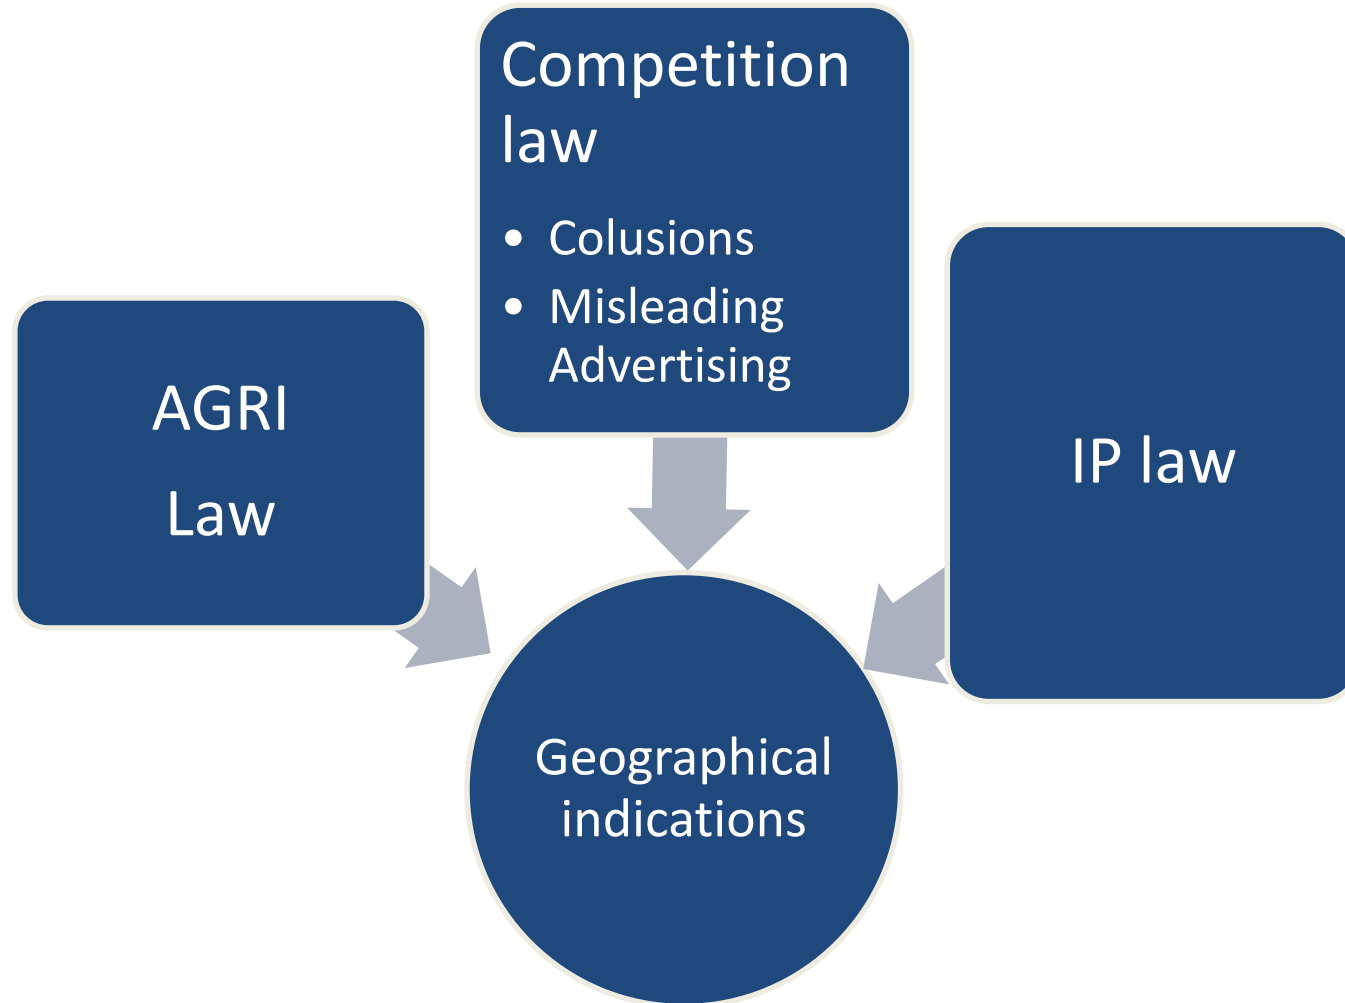 Competition
law
• Colusions
• Misleading
Advertising
AGRI
Law
IP law
Geographical
indications